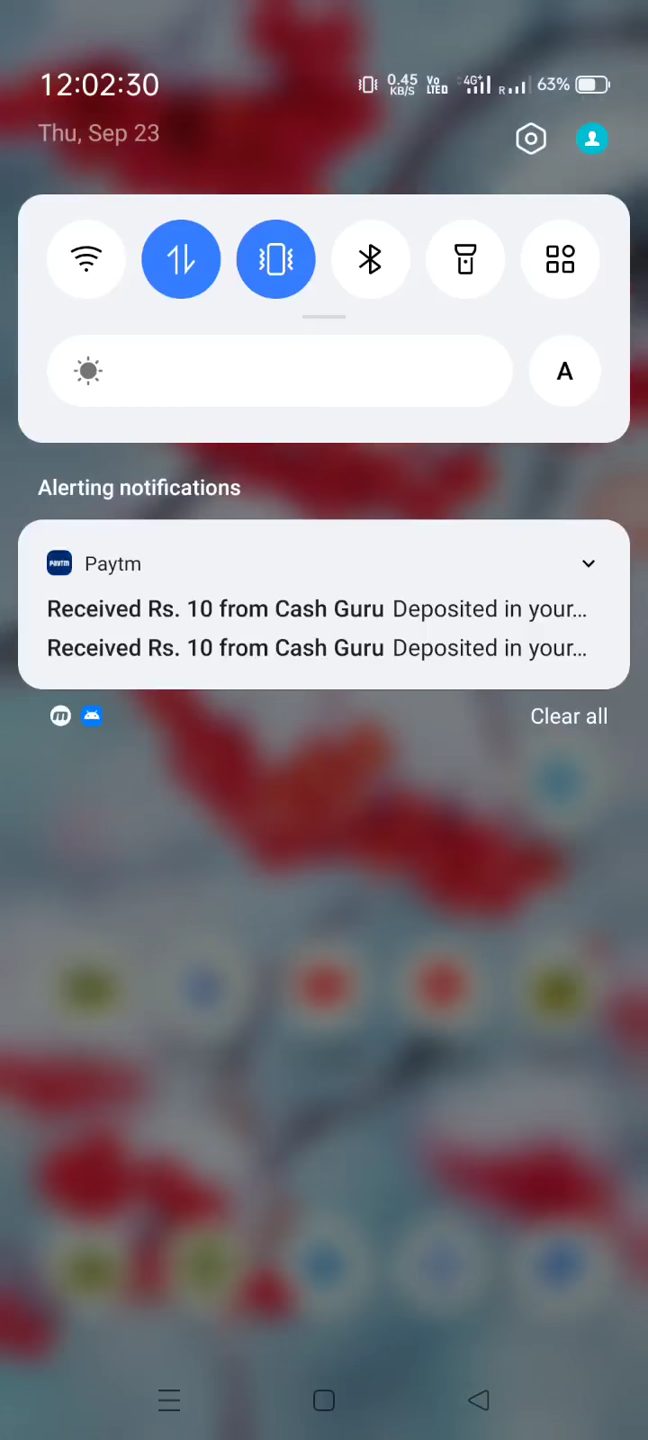 12:02:30
0.45 KB/S
Vo LTED
4G+
R
63%
Thu, Sep 23
A
Alerting notifications
Paytm
Received Rs. 10 from Cash Guru Deposited in your...
Received Rs. 10 from Cash Guru Deposited in your...
m
Clear all